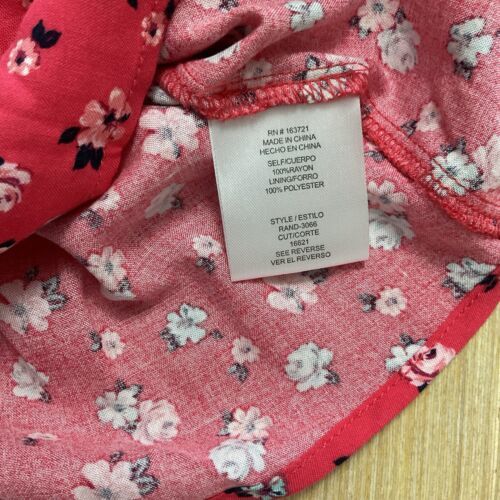 RN # 163721
MADE IN CHINA
HECHO EN CHINA
SELF/CUERPO
100%RAYON
LINING/FORRO
100% POLYESTER
STYLE / ESTILO
RAND-3066
CUT/CORTE
16621
SEE REVERSE
VER EL REVERSO